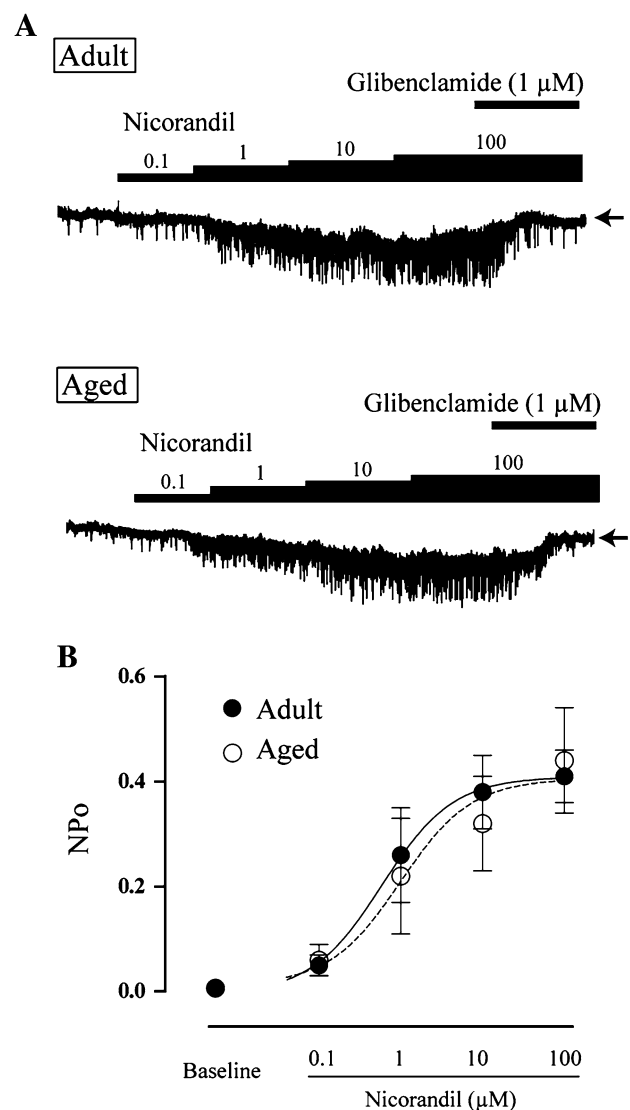 A
Adult
Glibenclamide (1 µM)
Nicorandil
0.1 1 10 100
Aged
Glibenclamide (1 µM)
Nicorandil
0.1 1 10 100
B
0.6
Adult
Aged
0.4
NPo
0.2
0.0
Baseline 0.1 1 10 100
Nicorandil (µM)